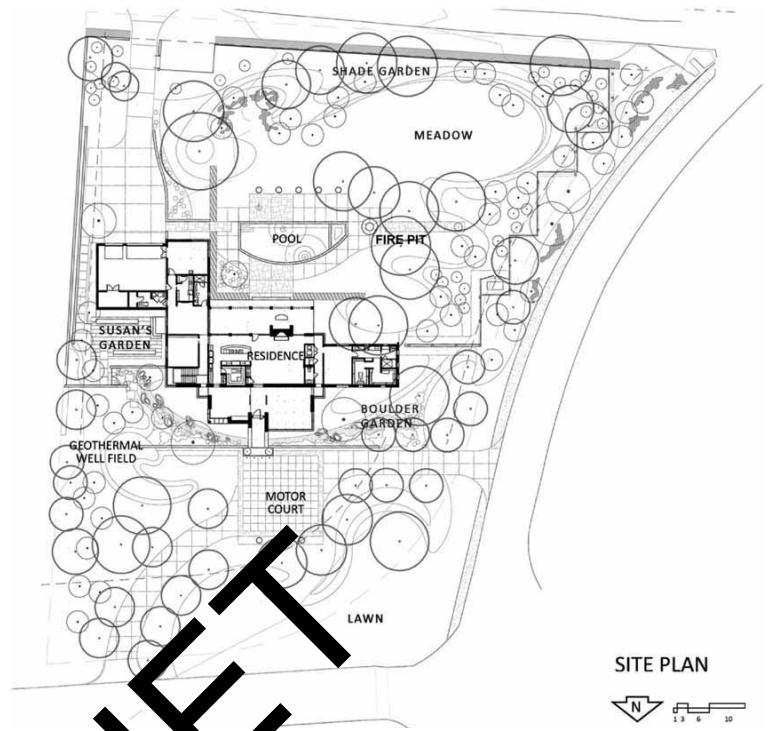 SHADE GARDEN
MEADOW
POOL
FIRE PIT
SUSAN'S
GARDEN
RESIDENCE
BOULDER
GARDEN
GEOTHERMAL
WELL FIELD
MOTOR
COURT
LAWN
SITE PLAN
N
1 3 6 10